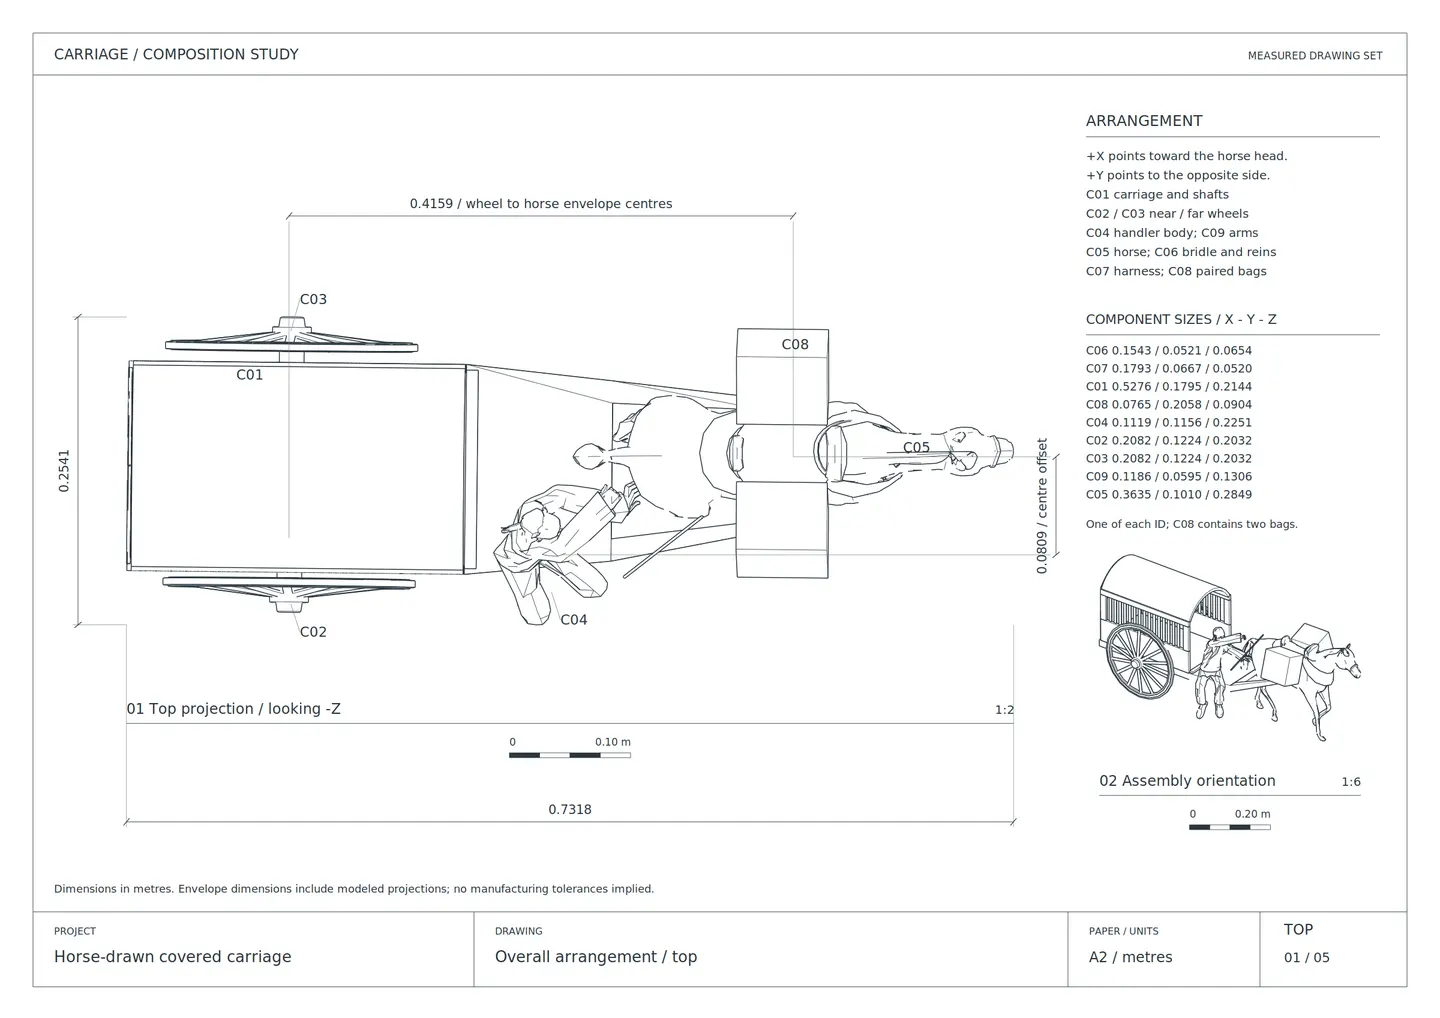 CARRIAGE / COMPOSITION STUDY
MEASURED DRAWING SET
ARRANGEMENT
+X points toward the horse head.
+Y points to the opposite side.
C01 carriage and shafts
C02 / C03 near / far wheels
C04 handler body; C09 arms
C05 horse; C06 bridle and reins
C07 harness; C08 paired bags
COMPONENT SIZES / X - Y - Z
C06 0.1543 / 0.0521 / 0.0654
C07 0.1793 / 0.0667 / 0.0520
C01 0.5276 / 0.1795 / 0.2144
C08 0.0765 / 0.2058 / 0.0904
C04 0.1119 / 0.1156 / 0.2251
C02 0.2082 / 0.1224 / 0.2032
C03 0.2082 / 0.1224 / 0.2032
C09 0.1186 / 0.0595 / 0.1306
C05 0.3635 / 0.1010 / 0.2849
One of each ID; C08 contains two bags.
0.4159 / wheel to horse envelope centres
C03
C08
C01
C05
0.2541
0.0809 / centre offset
C04
C02
01 Top projection / looking -Z
1:2
0
0.10 m
0.7318
02 Assembly orientation
1:6
0
0.20 m
Dimensions in metres. Envelope dimensions include modeled projections; no manufacturing tolerances implied.
PROJECT
Horse-drawn covered carriage
DRAWING
Overall arrangement / top
PAPER / UNITS
A2 / metres
TOP
01 / 05